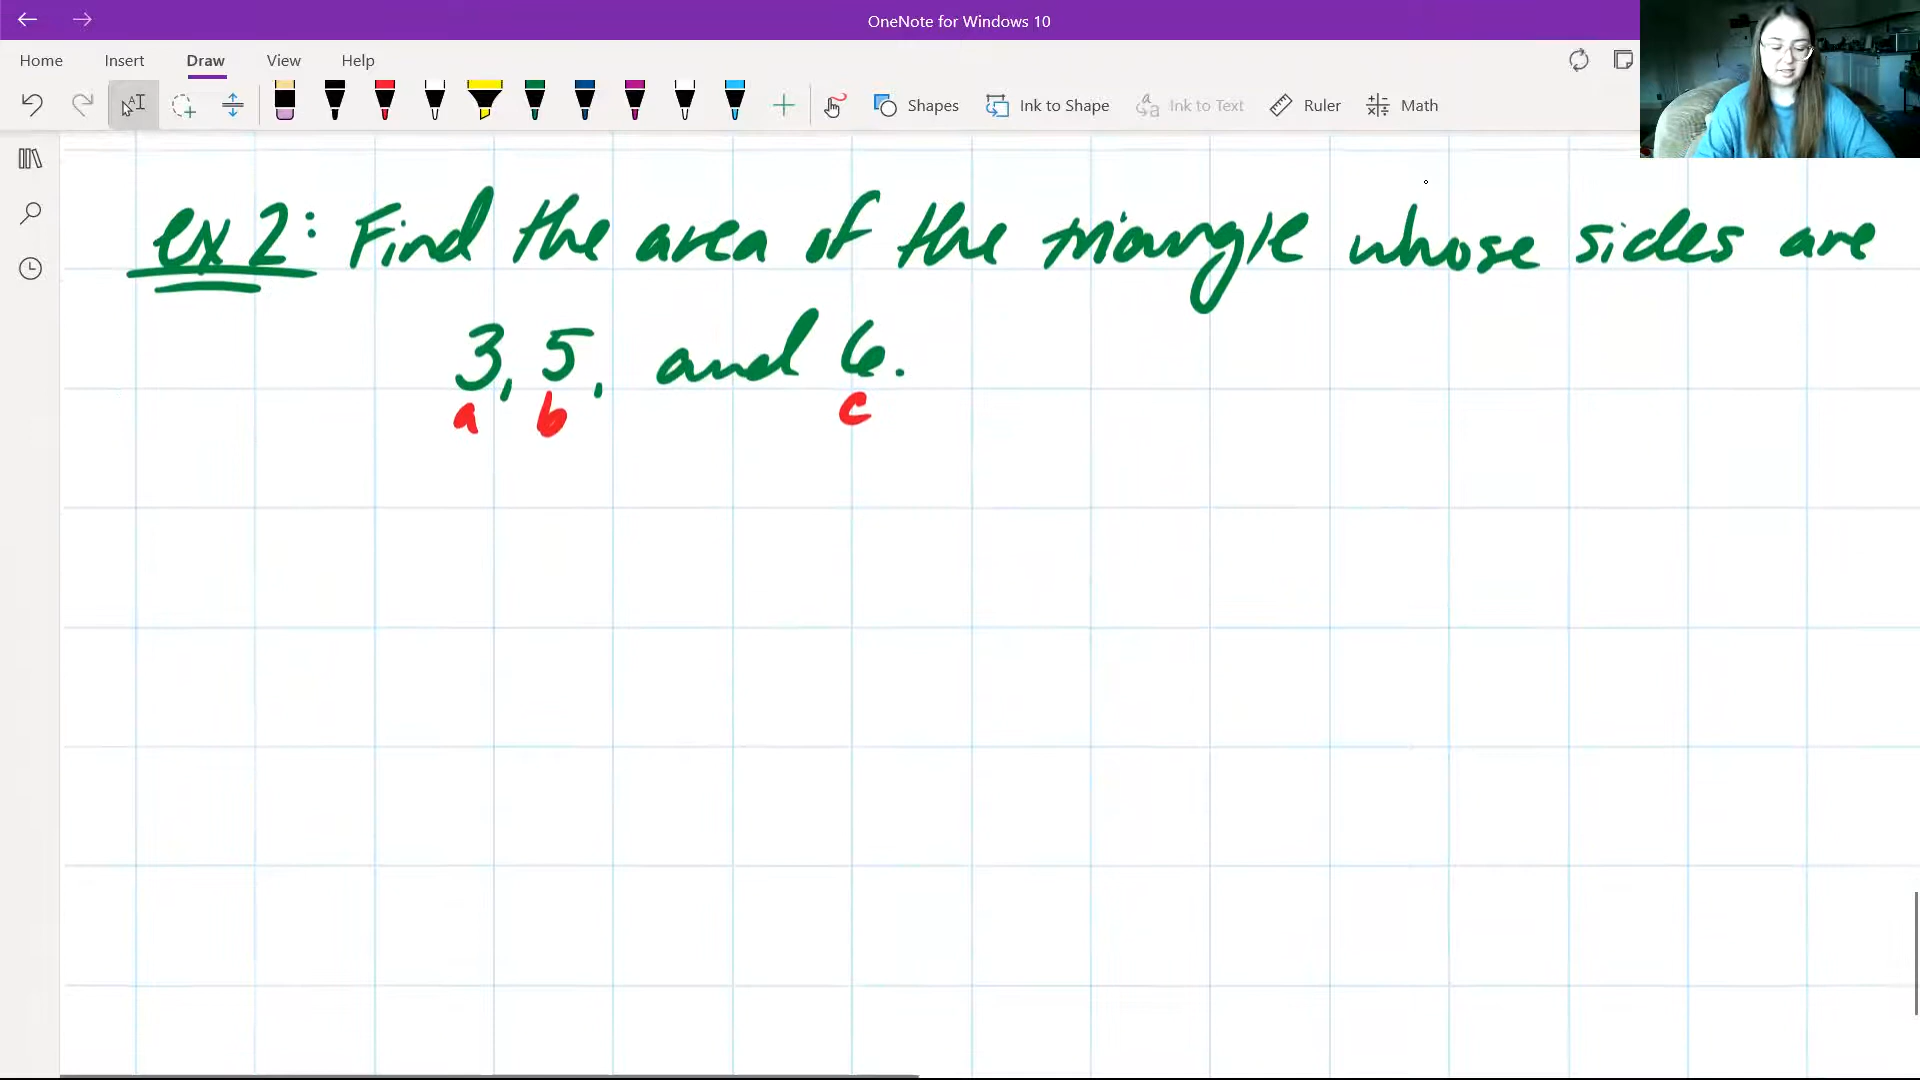 OneNote for Windows 10
Home Insert Draw View Help
Shapes Ink to Shape Ink to Text Ruler Math
ex 2: Find the area of the triangle whose sides are
3, 5, and 6.
a b c